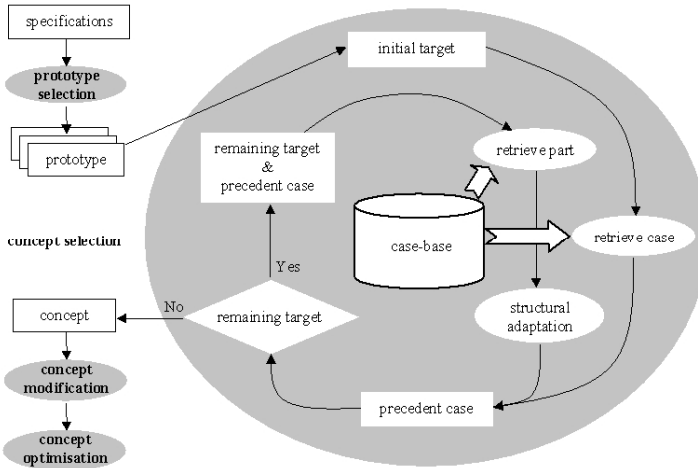 specifications
prototype
selection
prototype
concept selection
concept
concept
modification
concept
optimisation
initial target
remaining target
&
precedent case
retrieve part
case-base
retrieve case
Yes
No
remaining target
structural
adaptation
precedent case